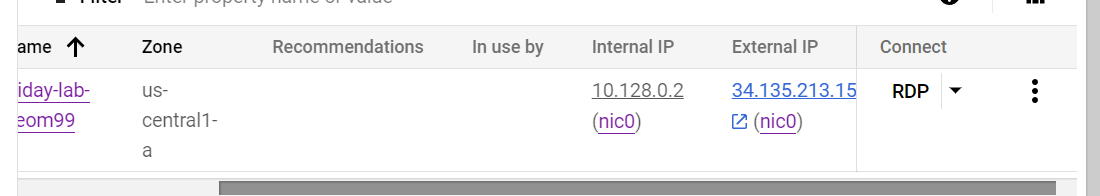 Filter Enter property name or value
ame Zone Recommendations In use by Internal IP External IP Connect
iday-lab- us- 10.128.0.2 34.135.213.15 RDP
eom99 central1- (nic0) (nic0)
a